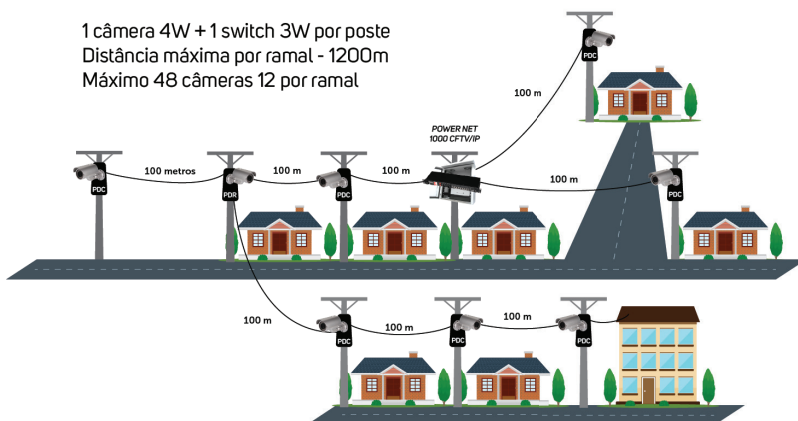 1 câmera 4W + 1 switch 3W por poste
Distância máxima por ramal - 1200m
Máximo 48 câmeras 12 por ramal
PDC
100 m
POWER NET
1000 CFTV/IP
100 metros
100 m
100 m
100 m
PDC
PDR
PDC
PDC
100 m
100 m
100 m
PDC
PDC
PDC